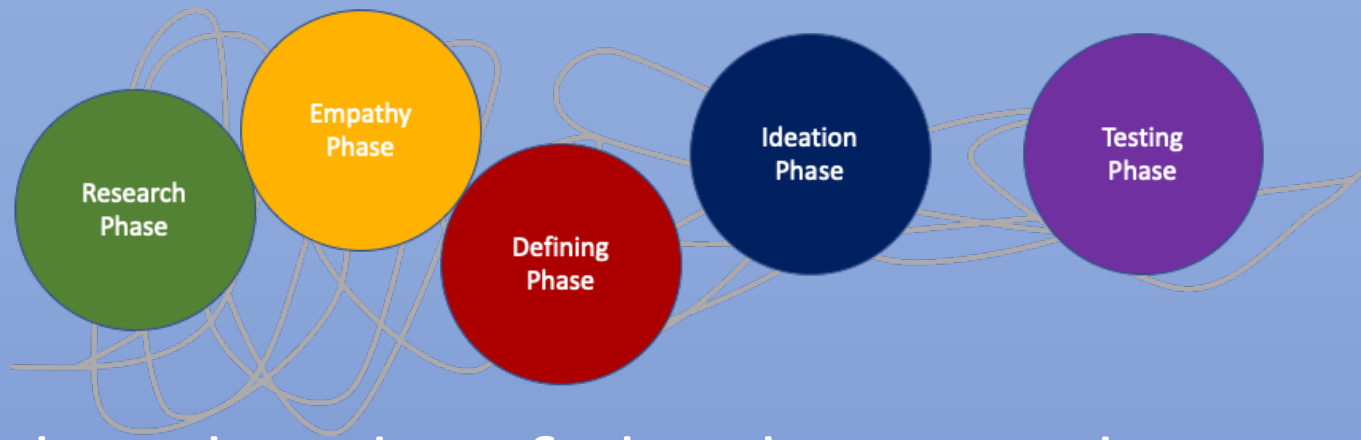 Research
Phase
Empathy
Phase
Defining
Phase
Ideation
Phase
Testing
Phase